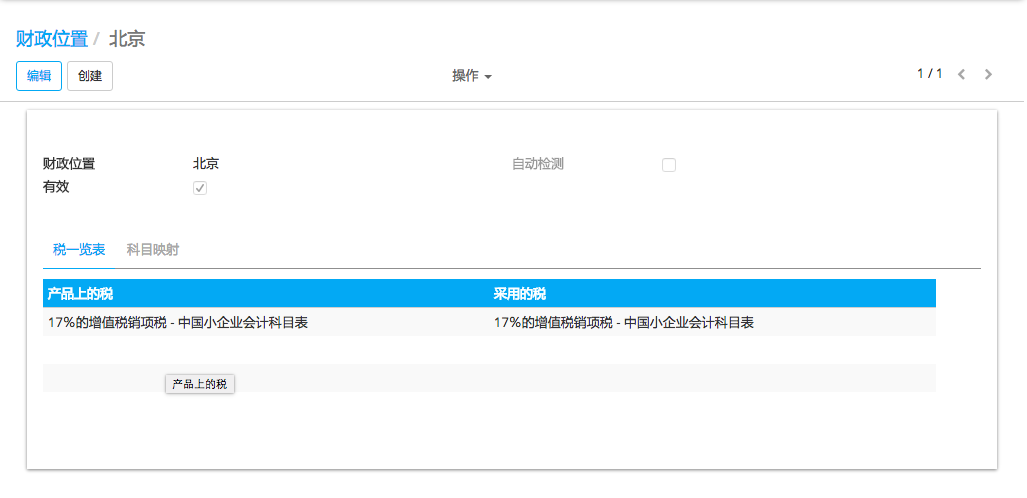 财政位置 / 北京
编辑 创建 操作 1 / 1
财政位置 北京 自动检测
有效
税一览表 科目映射
产品上的税 采用的税
17%的增值税销项税 - 中国小企业会计科目表 17%的增值税销项税 - 中国小企业会计科目表
产品上的税